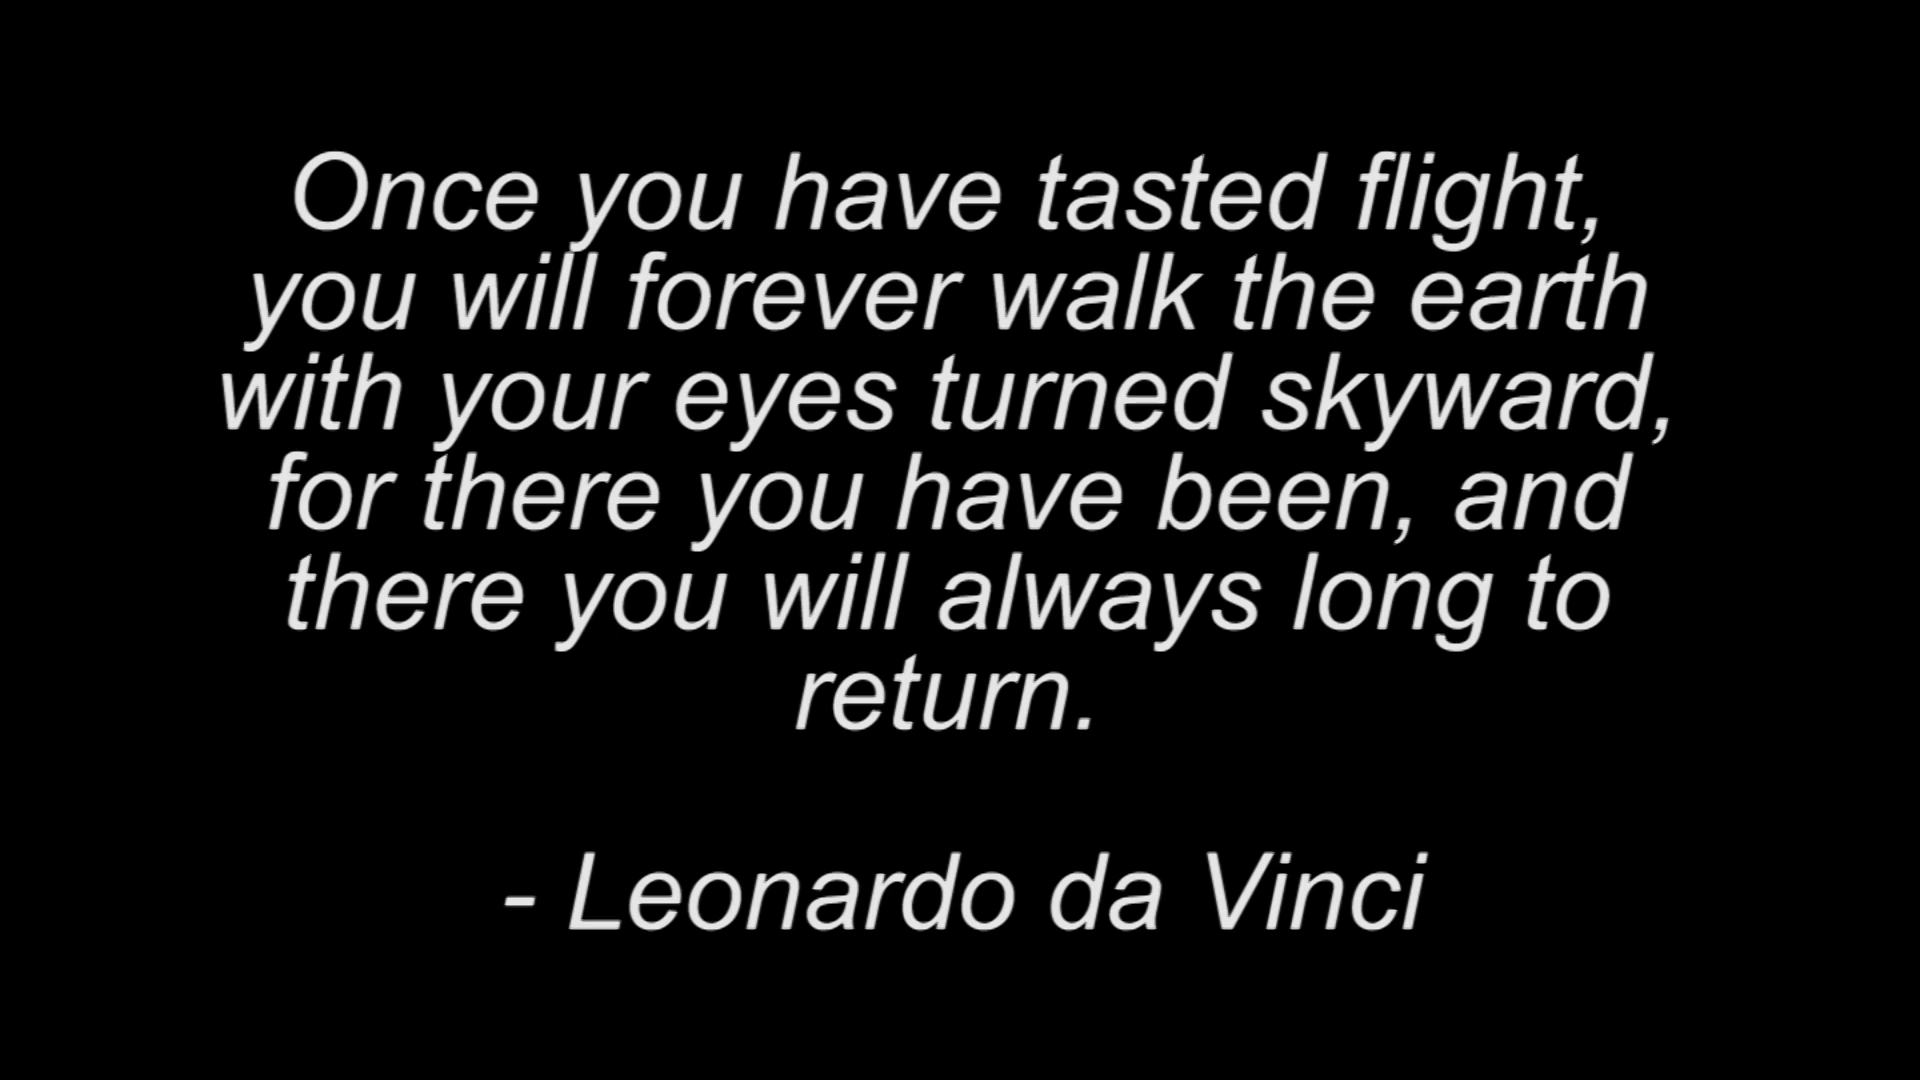 Once you have tasted flight,
you will forever walk the earth
with your eyes turned skyward,
for there you have been, and
there you will always long to
return.
- Leonardo da Vinci